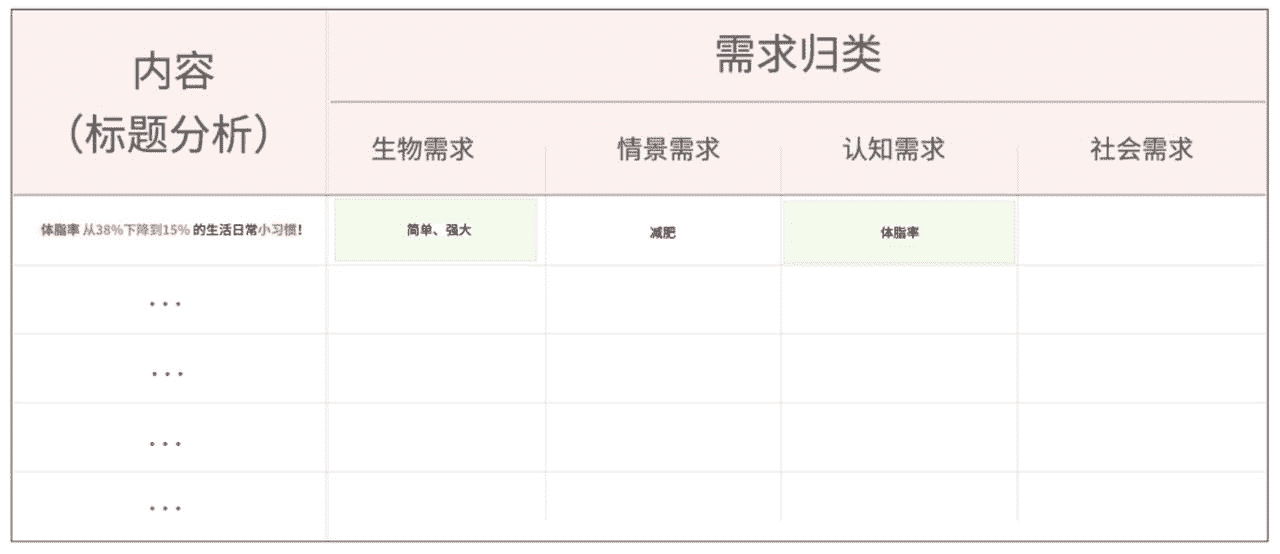 内容
（标题分析）
需求归类
生物需求 情景需求 认知需求 社会需求
体脂率 从38%下降到15% 的生活日常小习惯！ 简单、强大 减肥 体脂率
...
...
...
...